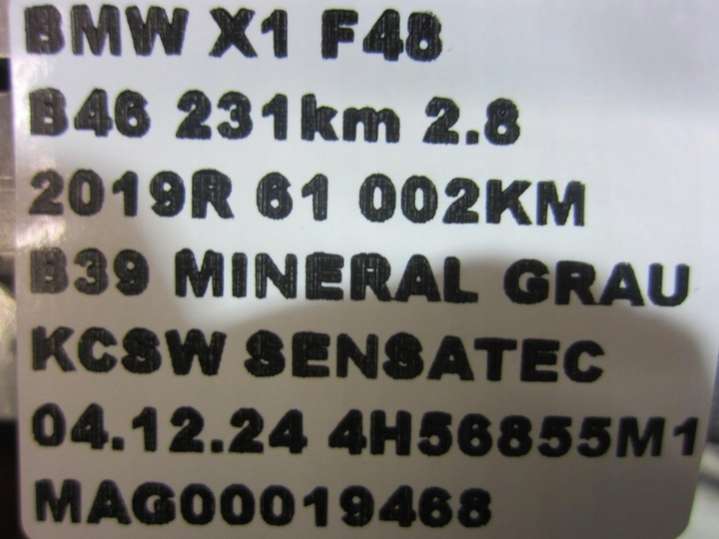 BMW X1 F48
B46 231km 2.8
2019R 61 002KM
B39 MINERAL GRAU
KCSW SENSATEC
04.12.24 4H56855M1
MAG00019468